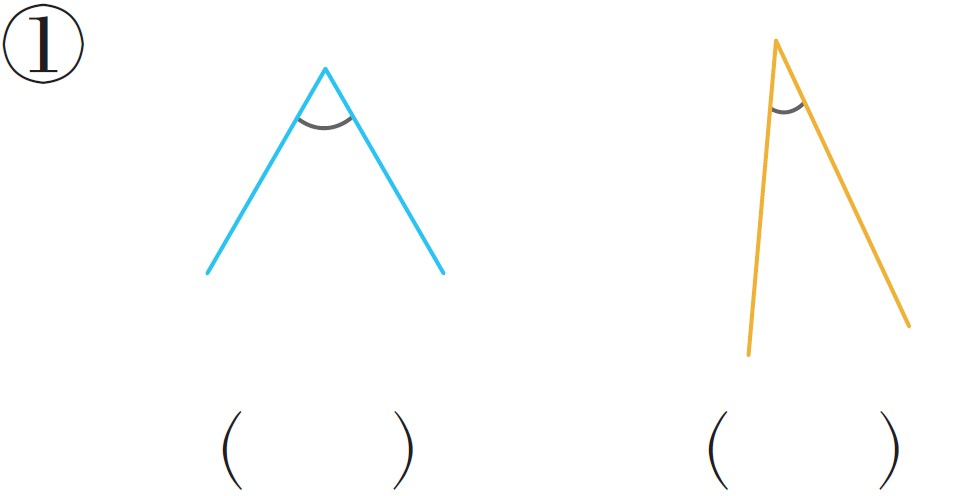 ①
( ) ( )